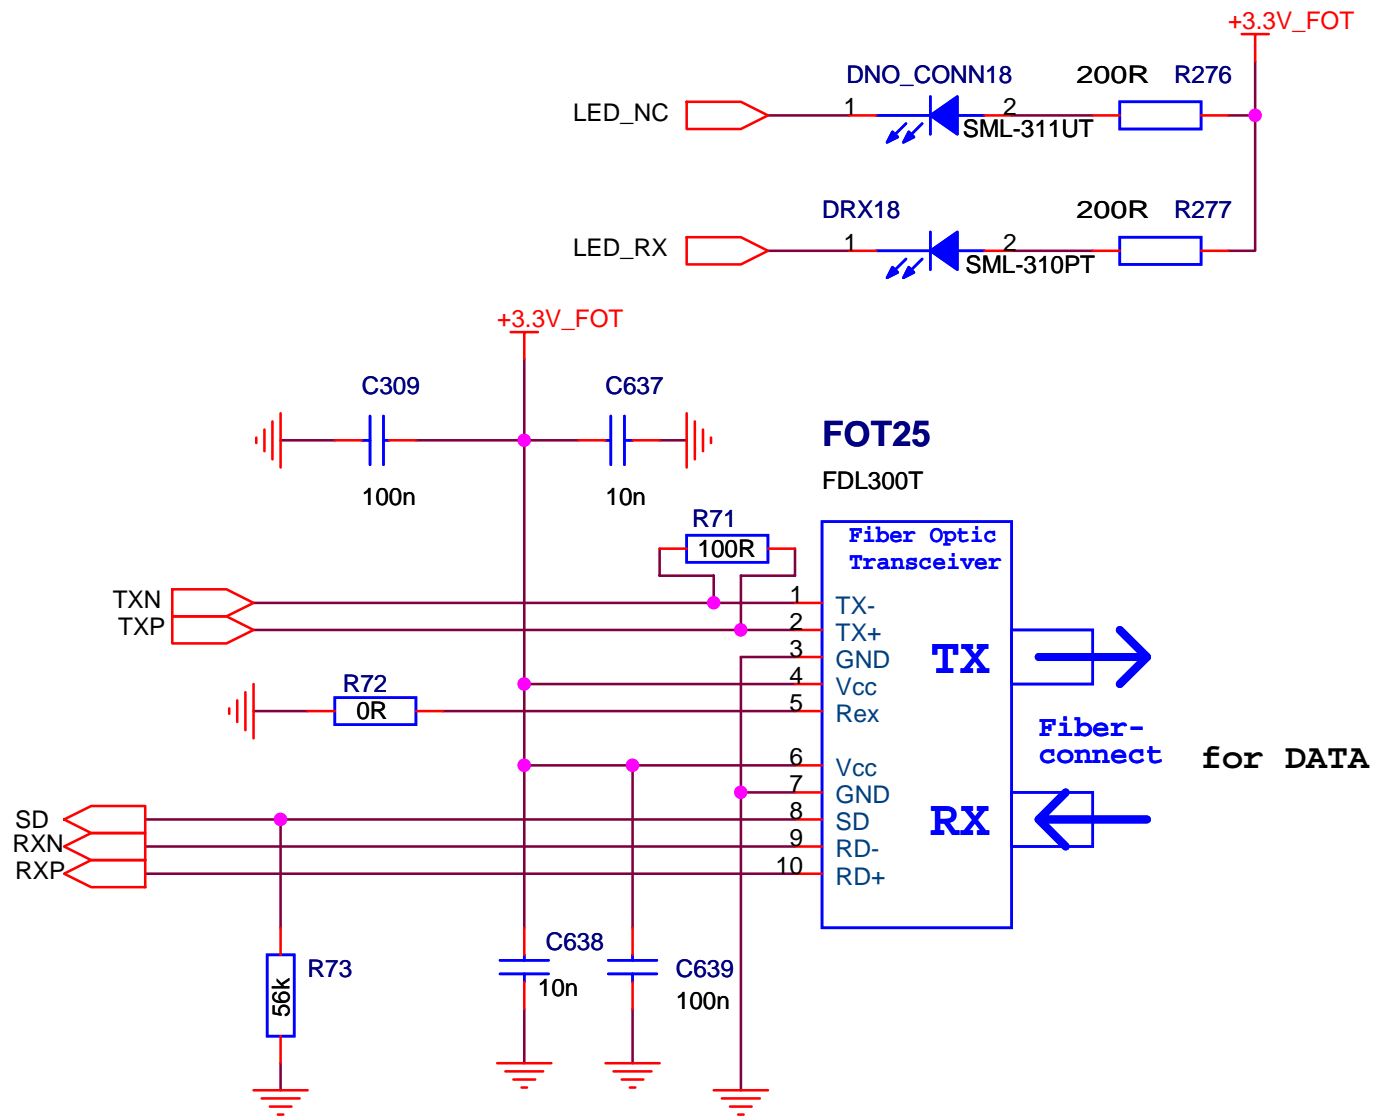 +3.3V_FOT
DNO_CONN18 200R R276
LED_NC 1 2
SML-311UT
DRX18 200R R277
LED_RX 1 2
SML-310PT
+3.3V_FOT
C309 C637
100n 10n
FOT25
FDL300T
R71
100R
Fiber Optic
Transceiver
TXN 1 TX-
TXP 2 TX+
3 GND
TX
4 Vcc
R72
0R
5 Rex
Fiber-
connect
for DATA
6 Vcc
7 GND
SD 8 SD
RX
RXN 9 RD-
RXP 10 RD+
C638
10n
R73
56k
C639
100n